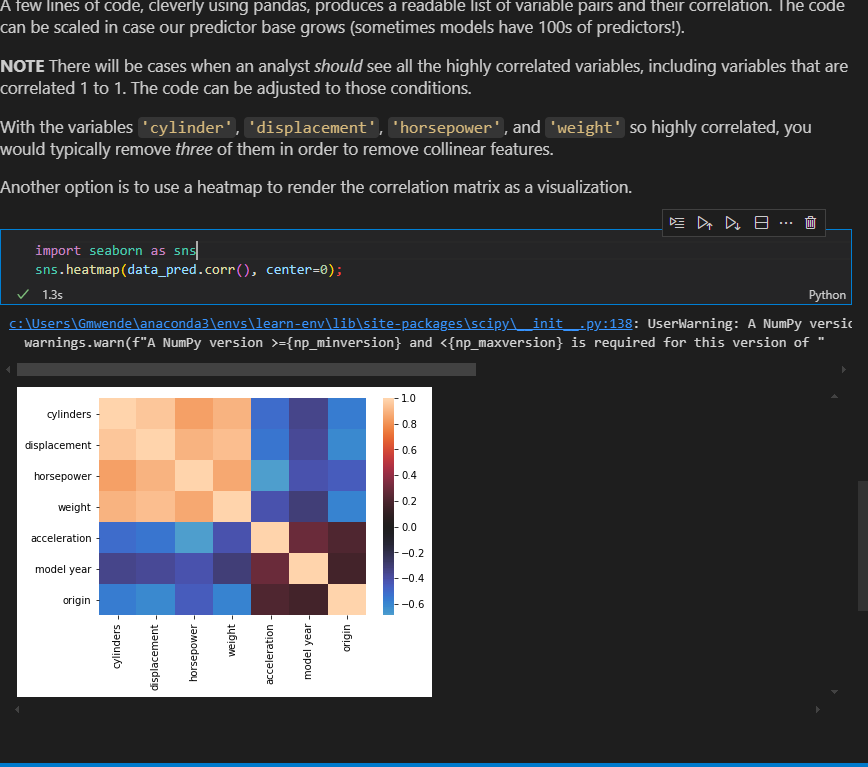 A few lines of code, cleverly using pandas, produces a readable list of variable pairs and their correlation. The code
can be scaled in case our predictor base grows (sometimes models have 100s of predictors!).
NOTE There will be cases when an analyst should see all the highly correlated variables, including variables that are
correlated 1 to 1. The code can be adjusted to those conditions.
With the variables 'cylinder', 'displacement', 'horsepower', and 'weight' so highly correlated, you
would typically remove three of them in order to remove collinear features.
Another option is to use a heatmap to render the correlation matrix as a visualization.
import seaborn as sns
sns.heatmap(data_pred.corr(), center=0);
1.3s
Python
c:\Users\Gmwende\anaconda3\envs\learn-env\lib\site-packages\scipy\__init__.py:138: UserWarning: A NumPy versio
warnings.warn(f"A NumPy version >={np_minversion} and <{np_maxversion} is required for this version of "
cylinders
displacement
horsepower
weight
acceleration
model year
origin
cylinders
displacement
horsepower
weight
acceleration
model year
origin
1.0
0.8
0.6
0.4
0.2
0.0
−0.2
−0.4
−0.6